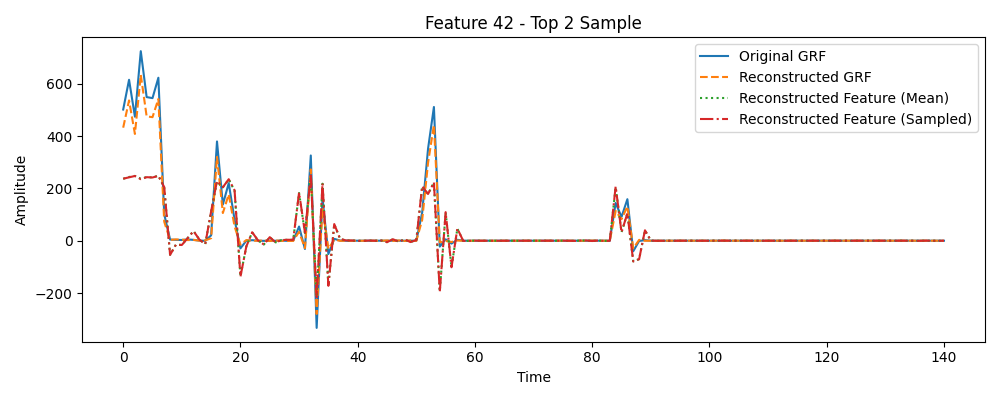 Feature 42 - Top 2 Sample
Original GRF
Reconstructed GRF
Reconstructed Feature (Mean)
Reconstructed Feature (Sampled)
Amplitude
600
400
200
0
−200
0 20 40 60 80 100 120 140
Time